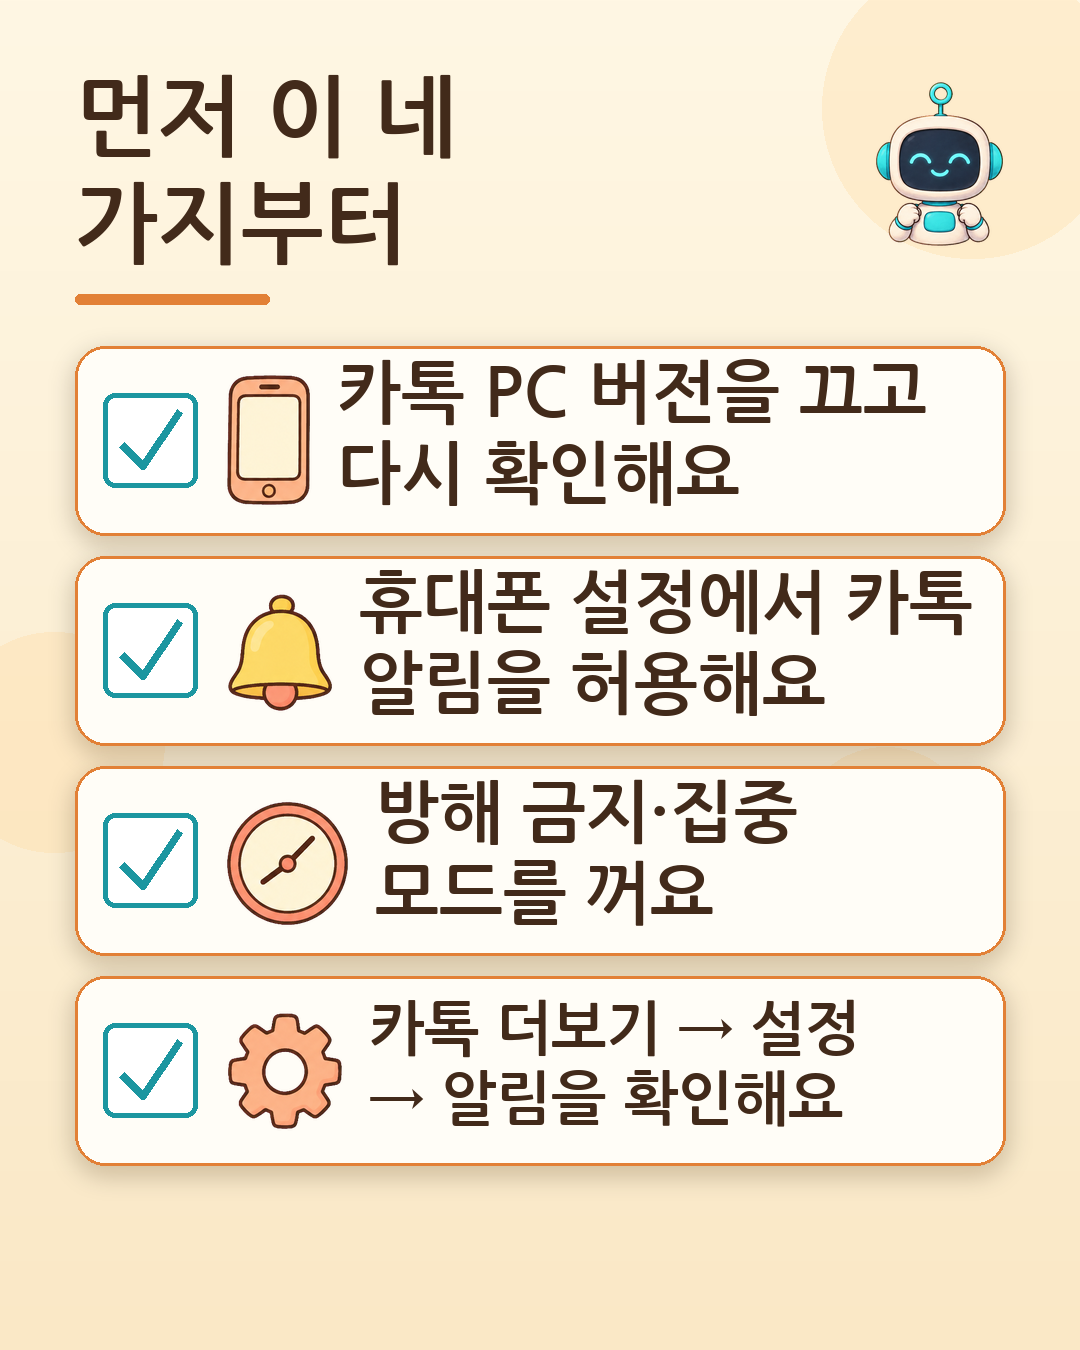 먼저 이 네
가지부터
카톡 PC 버전을 끄고
다시 확인해요
휴대폰 설정에서 카톡
알림을 허용해요
방해 금지·집중
모드를 꺼요
카톡 더보기 → 설정
→ 알림을 확인해요